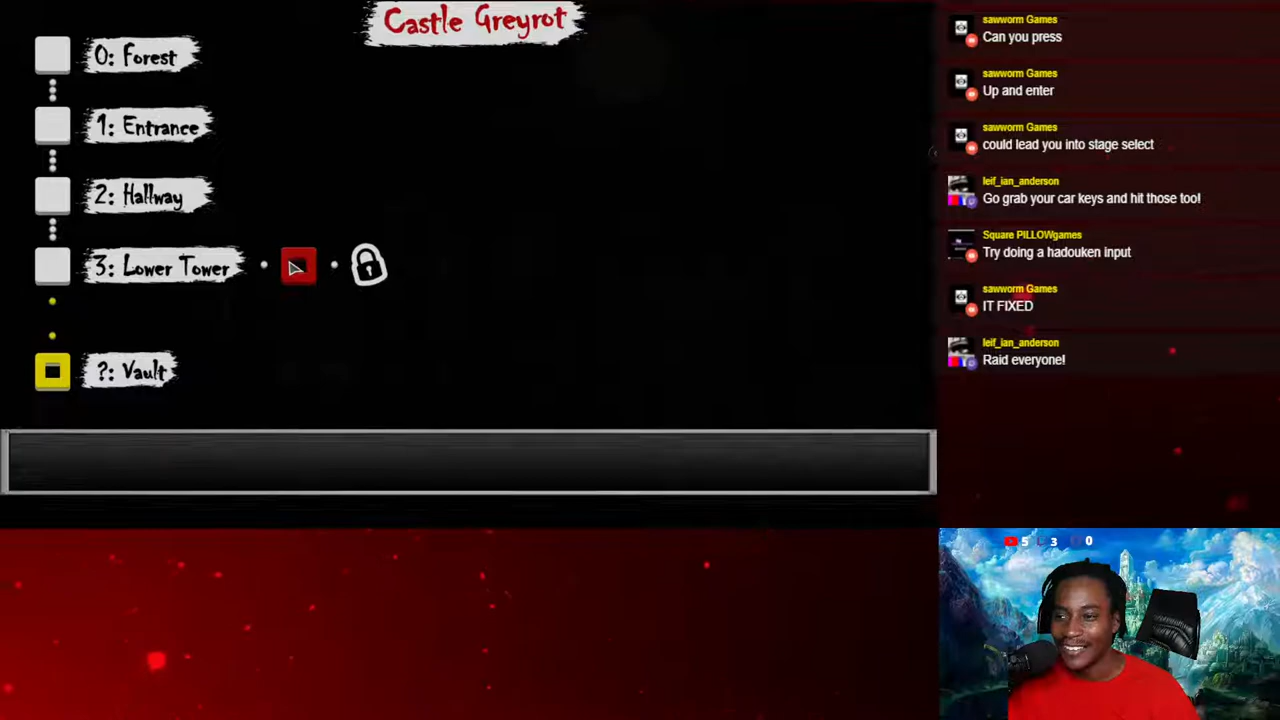 Castle Greyrot
0: Forest
1: Entrance
2: Hallway
3: Lower Tower
?: Vault
sawworm Games
Can you press
sawworm Games
Up and enter
sawworm Games
could lead you into stage select
leif_ian_anderson
Go grab your car keys and hit those too!
Square PILLOWgames
Try doing a hadouken input
sawworm Games
IT FIXED
leif_ian_anderson
Raid everyone!
5 3 0